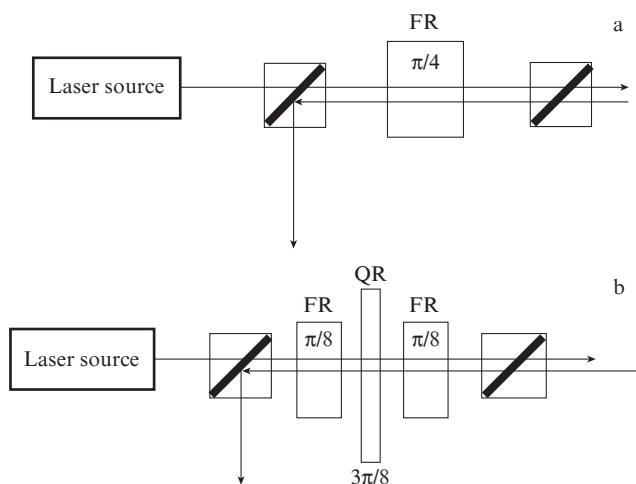 a
FR
π/4
Laser source
b
QR
FR
FR
π/8
π/8
Laser source
3π/8